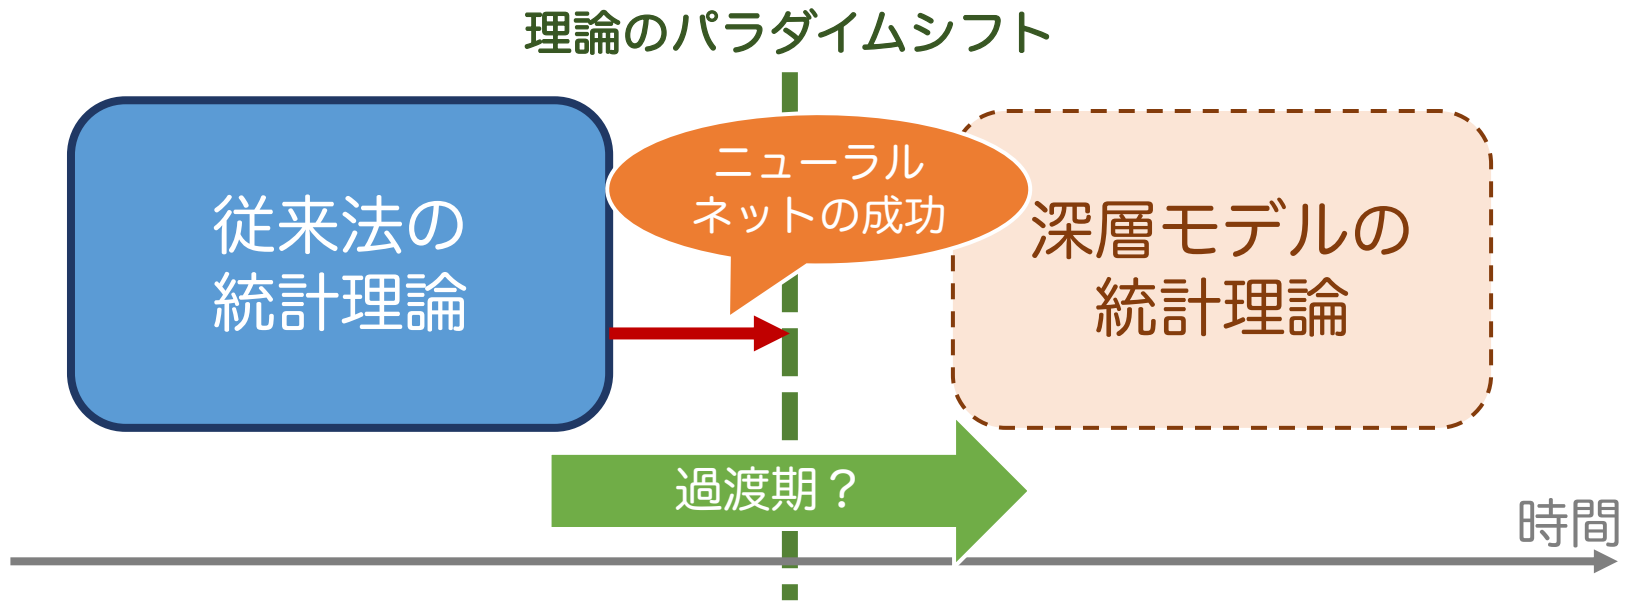 理論のパラダイムシフト
従来法の
統計理論
ニューラル
ネットの成功
深層モデルの
統計理論
過渡期？
時間